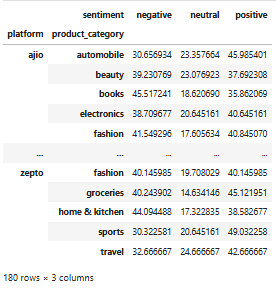 sentiment negative neutral positive
platform product_category
ajio automobile 30.656934 23.357664 45.985401
beauty 39.230769 23.076923 37.692308
books 45.517241 18.620690 35.862069
electronics 38.709677 20.645161 40.645161
fashion 41.549296 17.605634 40.845070
... ... ... ... ...
zepto fashion 40.145985 19.708029 40.145985
groceries 40.243902 14.634146 45.121951
home & kitchen 44.094488 17.322835 38.582677
sports 30.322581 20.645161 49.032258
travel 32.666667 24.666667 42.666667
180 rows × 3 columns